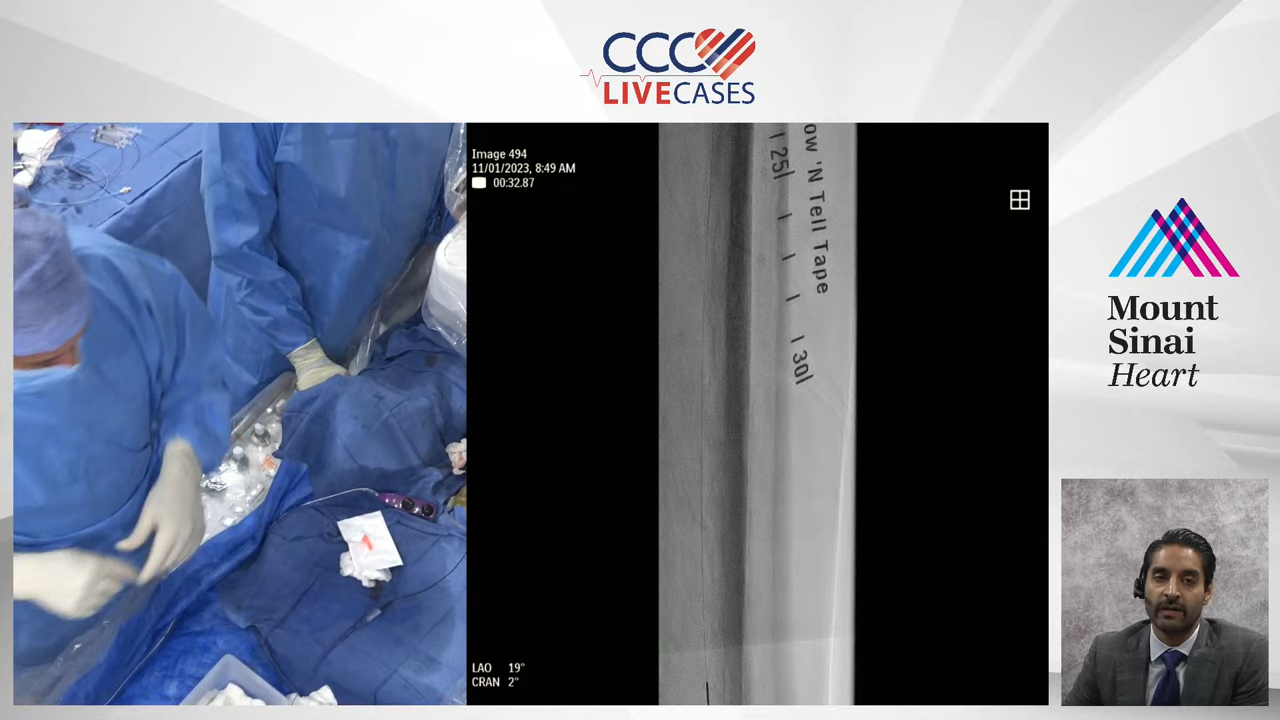 CCC
LIVECASES
Image 494
11/01/2023, 8:49 AM
00:32.87
25
ow 'N Tell Tape
30
LAO 19°
CRAN 2°
Mount
Sinai
Heart